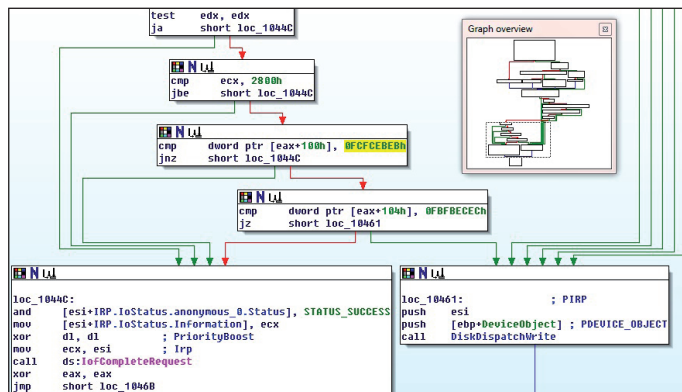 test    edx, edx
ja      short loc_1044C
Graph overview
cmp     ecx, 2800h
jbe     short loc_1044C
cmp     dword ptr [eax+100h], 0FCFCEBEBh
jnz     short loc_1044C
cmp     dword ptr [eax+104h], 0FBFBECECh
jz      short loc_10461
loc_1044C:
and     [esi+IRP.IoStatus.anonymous_0.Status], STATUS_SUCCESS
mov     [esi+IRP.IoStatus.Information], ecx
xor     dl, dl          ; PriorityBoost
mov     ecx, esi        ; Irp
call    ds:IofCompleteRequest
xor     eax, eax
jmp     short loc_1046B
loc_10461:              ; PIRP
push    esi
push    [ebp+DeviceObject] ; PDEVICE_OBJECT
call    DiskDispatchWrite